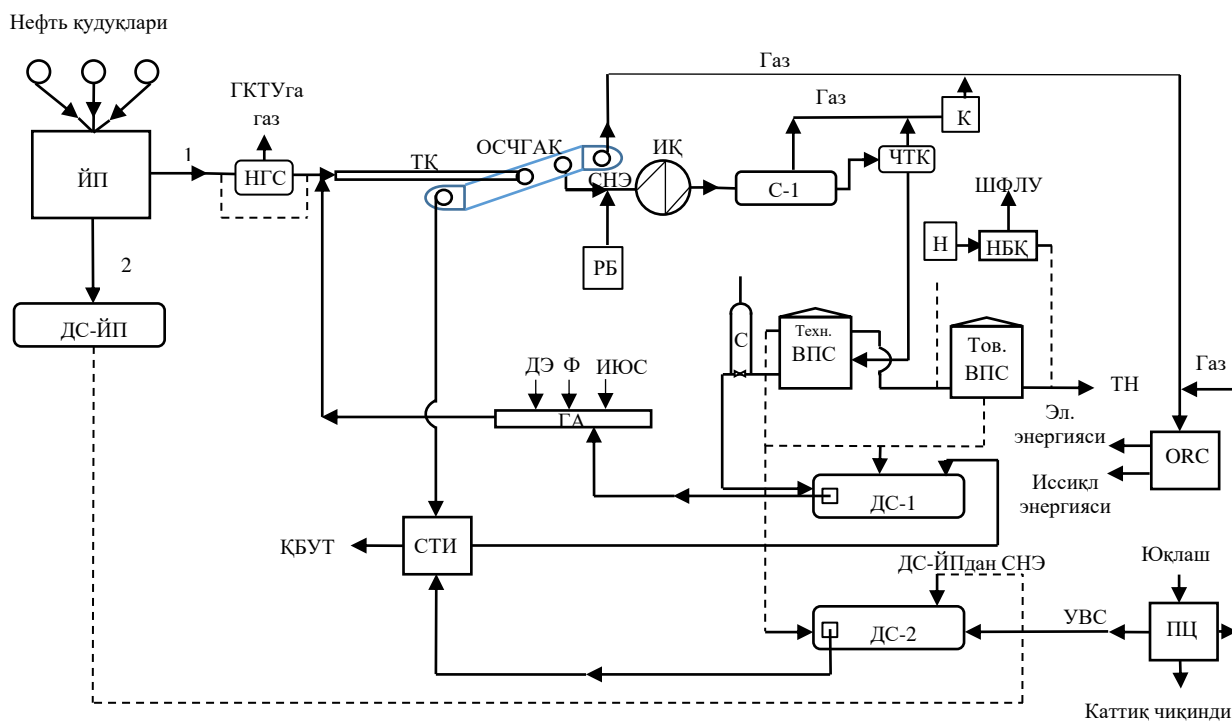 Нефть қудуқлари
ГКТУга
газ
ЙП
1
НГС
ТҚ
ОСЧГАК
СНЭ
ИҚ
РБ
Газ
Газ
К
ЧТК
С-1
ШФЛУ
Н
НБҚ
2
ДС-ЙП
С
Техн.
ВПС
Тов.
ВПС
ТН
Газ
Эл.
энергияси
ORC
Иссиқл
энергияси
ДЭ
Ф
ИЮС
ГА
ДС-1
ҚБУТ
СТИ
ДС-ЙПдан СНЭ
ДС-2
УВС
Юқлаш
ПЦ
Каттиқ чиқинди